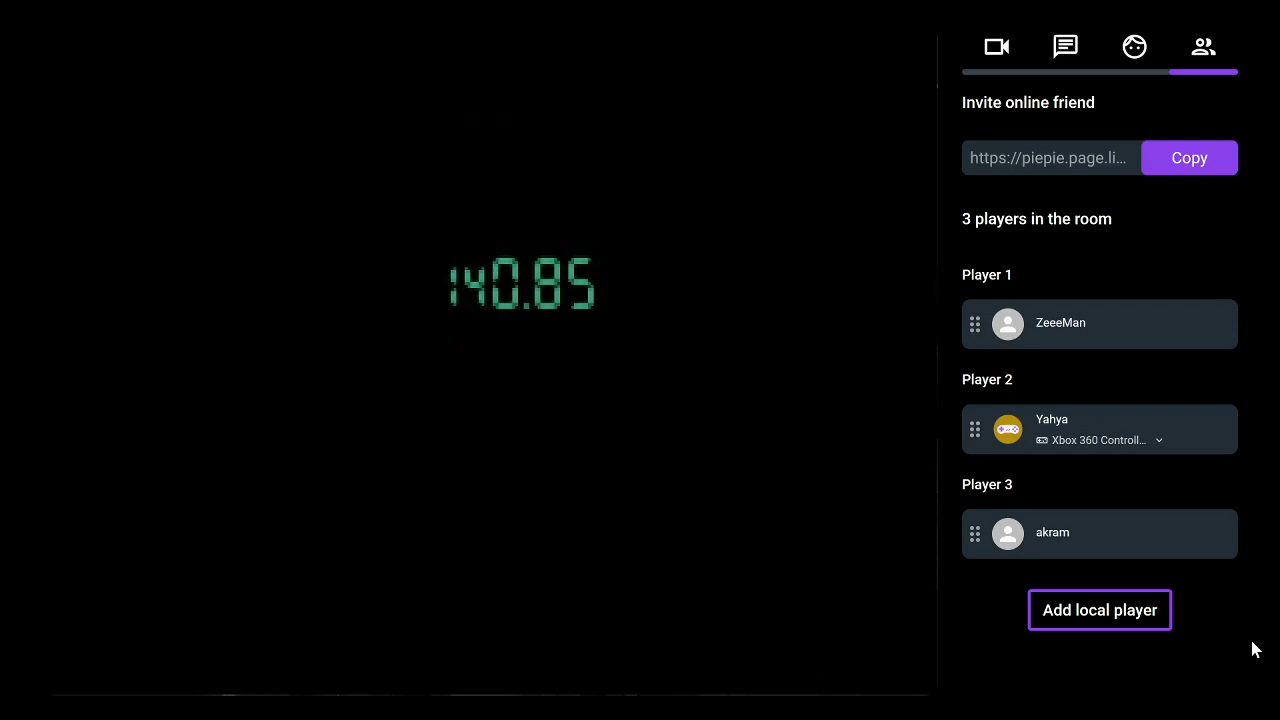 140.85
Invite online friend
https://piepie.page.li...
Copy
3 players in the room
Player 1
ZeeeMan
Player 2
Yahya
Xbox 360 Controll...
Player 3
akram
Add local player